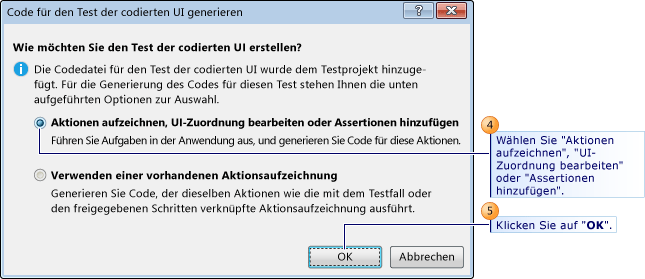 Code für den Test der codierten UI generieren
Wie möchten Sie den Test der codierten UI erstellen?
Die Codedatei für den Test der codierten UI wurde dem Testprojekt hinzuge-
fügt. Für die Generierung des Codes für diesen Test stehen Ihnen die unten
aufgeführten Optionen zur Auswahl.
Aktionen aufzeichnen, UI-Zuordnung bearbeiten oder Assertionen hinzufügen
Führen Sie Aufgaben in der Anwendung aus, und generieren Sie Code für diese Aktionen.
Verwenden einer vorhandenen Aktionsaufzeichnung
Generieren Sie Code, der dieselben Aktionen wie die mit dem Testfall oder
den freigegebenen Schritten verknüpfte Aktionsaufzeichnung ausführt.
OK
Abbrechen
4
Wählen Sie "Aktionen
aufzeichnen", "UI-
Zuordnung bearbeiten"
oder "Assertionen
hinzufügen".
5
Klicken Sie auf "OK".